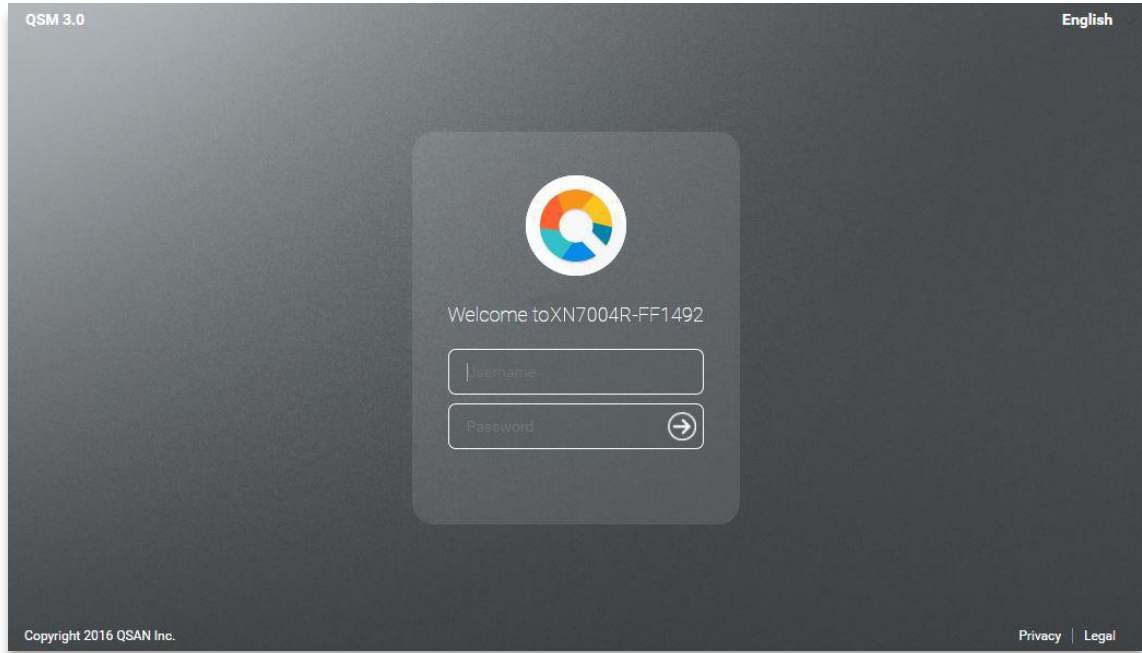 QSM 3.0
English
Welcome toXN7004R-FF1492
Username
Password
Copyright 2016 QSAN Inc.
Privacy | Legal